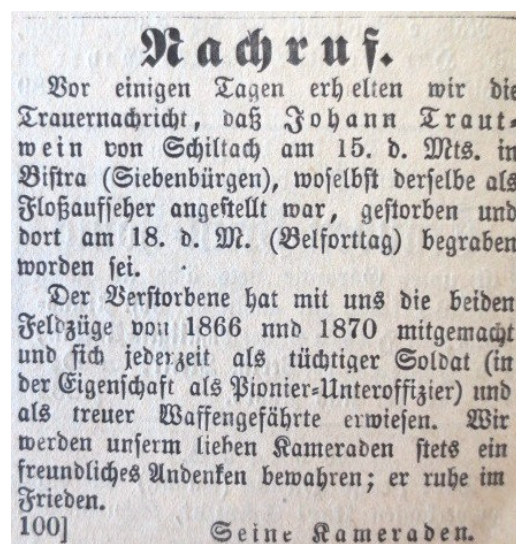 Nachruf.
Vor einigen Tagen erhelten wir die
Trauernachricht, daß Johann Traut-
wein von Schiltach am 15. d. Mts. in
Bistra (Siebenbürgen), woselbst derselbe als
Floßaufseher angestellt war, gestorben und
dort am 18. d. M. (Belforttag) begraben
worden sei.
Der Verstorbene hat mit uns die beiden
Feldzüge von 1866 nnd 1870 mitgemacht
und sich jederzeit als tüchtiger Soldat (in
der Eigenschaft als Pionier-Unteroffizier) und
als treuer Waffengefährte erwiesen. Wir
werden unserm lieben Kameraden stets ein
freundliches Andenken bewahren; er ruhe im
Frieden.
100] Seine Kameraden.